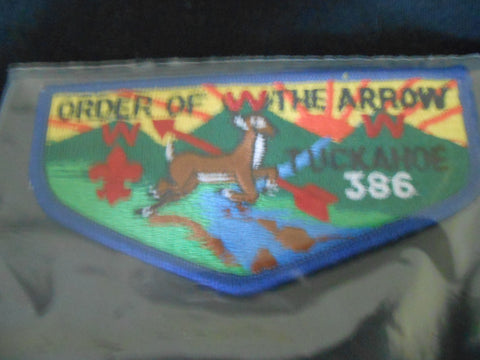 ORDER OF W THE ARROW
W W
TUCKAHOE
386